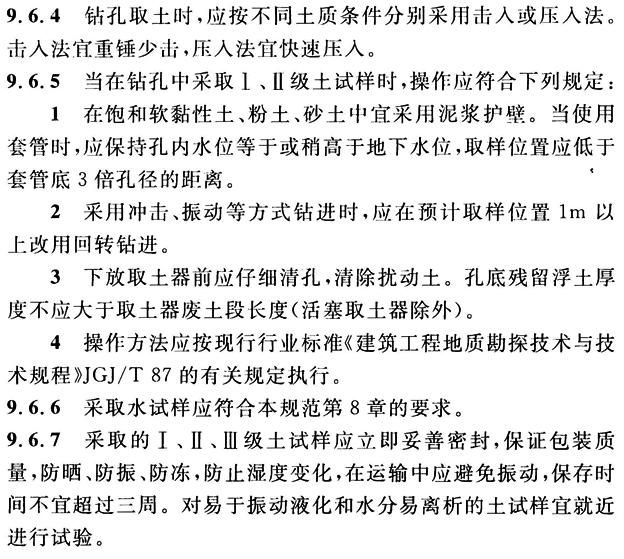 9.6.4 钻孔取土时,应按不同土质条件分别采用击入或压入法。
击入法宜重锤少击,压入法宜快速压入。
9.6.5 当在钻孔中采取Ⅰ、Ⅱ级土试样时,操作应符合下列规定:
1 在饱和软黏性土、粉土、砂土中宜采用泥浆护壁。当使用
套管时,应保持孔内水位等于或稍高于地下水位,取样位置应低于
套管底3倍孔径的距离。
2 采用冲击、振动等方式钻进时,应在预计取样位置1m以
上改用回转钻进。
3 下放取土器前应仔细清孔,清除扰动土。孔底残留浮土厚
度不应大于取土器废土段长度(活塞取土器除外)。
4 操作方法应按现行行业标准《建筑工程地质勘探技术与技
术规程》JGJ/T 87的有关规定执行。
9.6.6 采取水试样应符合本规范第8章的要求。
9.6.7 采取的Ⅰ、Ⅱ、Ⅲ级土试样应立即妥善密封,保证包装质
量,防晒、防振、防冻,防止湿度变化,在运输中应避免振动,保存时
间不宜超过三周。对易于振动液化和水分易离析的土试样宜就近
进行试验。